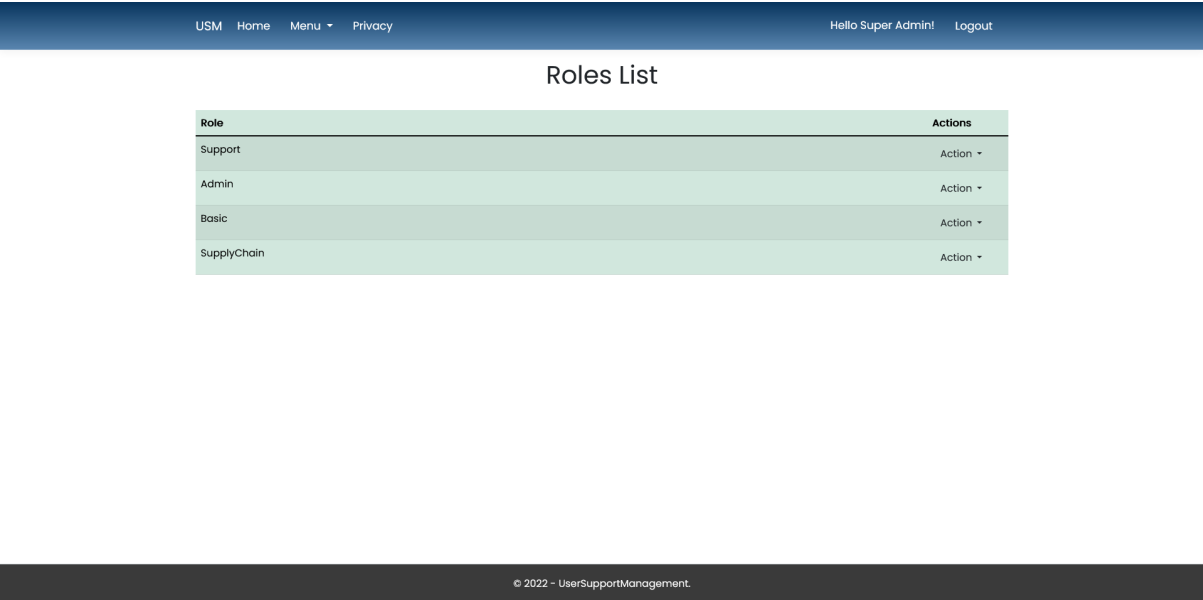 USM Home Menu Privacy Hello Super Admin! Logout
Roles List
Role Actions
Support Action
Admin Action
Basic Action
SupplyChain Action
© 2022 - UserSupportManagement.